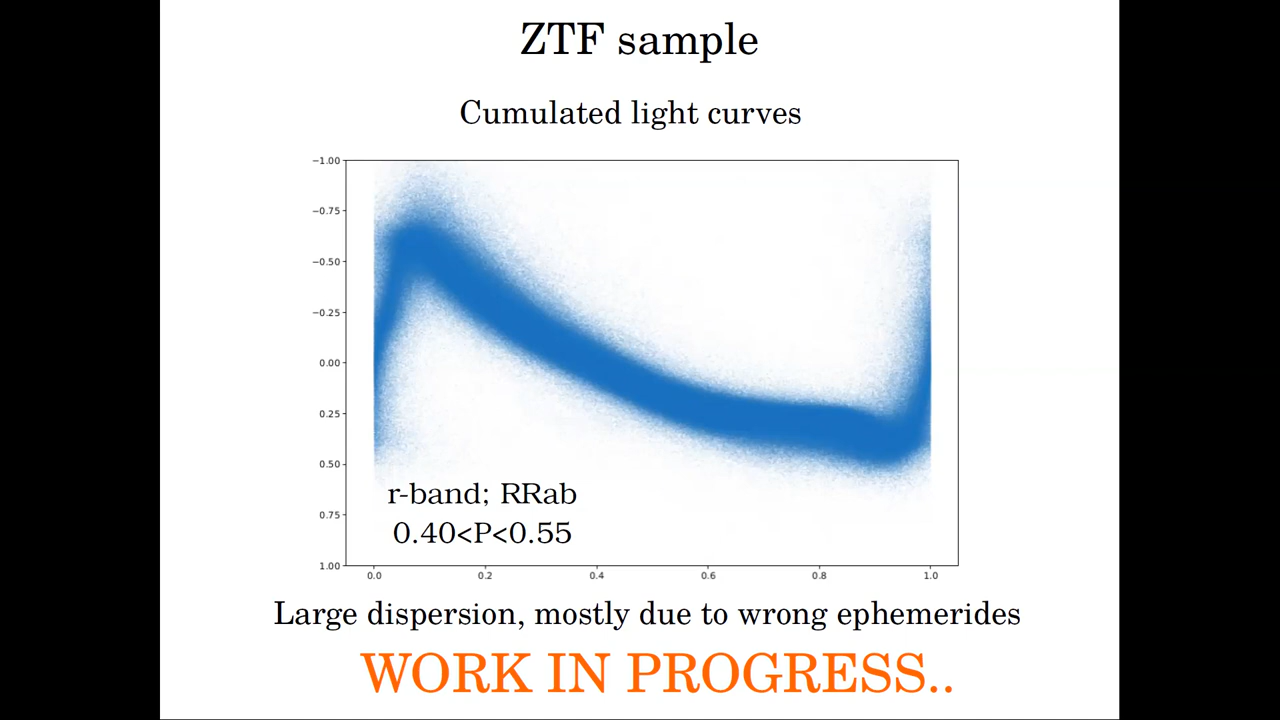 ZTF sample
Cumulated light curves
−1.00
−0.75
−0.50
−0.25
0.00
0.25
0.50
0.75
1.00
r-band; RRab
0.40<P<0.55
0.0 0.2 0.4 0.6 0.8 1.0
Large dispersion, mostly due to wrong ephemerides
WORK IN PROGRESS..